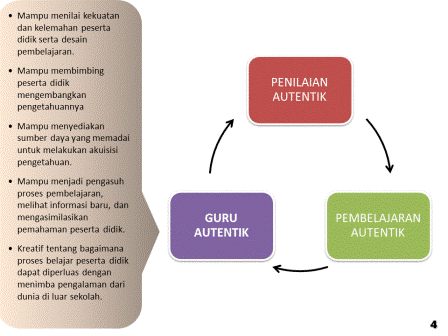 • Mampu menilai kekuatan
dan kelemahan peserta
didik serta desain
pembelajaran.
• Mampu membimbing
peserta didik
mengembangkan
pengetahuannya
• Mampu menyediakan
sumber daya yang memadai
untuk melakukan akuisisi
pengetahuan.
• Mampu menjadi pengasuh
proses pembelajaran,
melihat informasi baru, dan
mengasimilasikan
pemahaman peserta didik.
• Kreatif tentang bagaimana
proses belajar peserta didik
dapat diperluas dengan
menimba pengalaman dari
dunia di luar sekolah.
PENILAIAN
AUTENTIK
GURU
AUTENTIK
PEMBELAJARAN
AUTENTIK
4